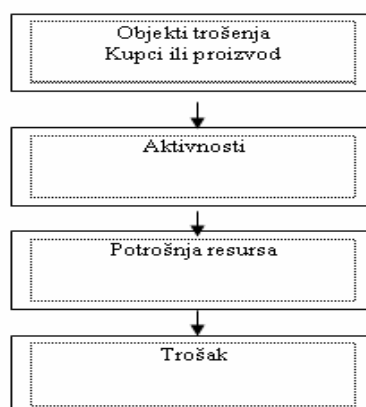 Objekti trošenja
Kupci ili proizvod
Aktivnosti
Potrošnja resursa
Trošak